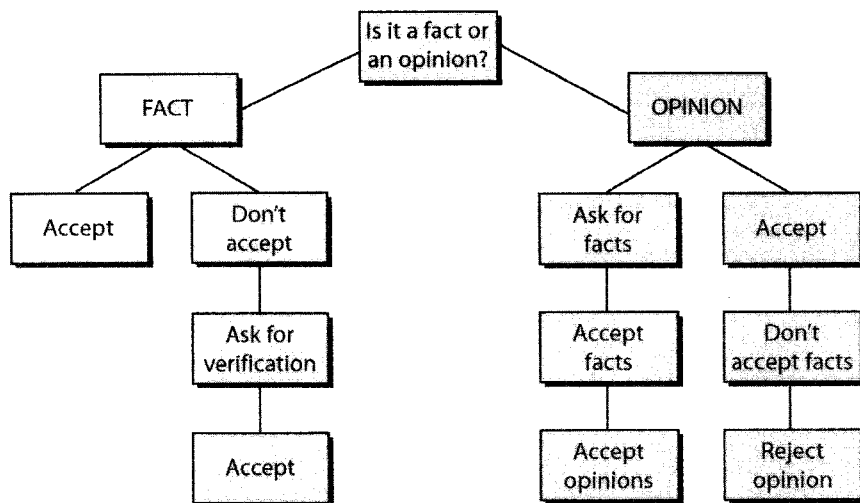 Is it a fact or
an opinion?
FACT
OPINION
Accept
Don't
accept
Ask for
facts
Accept
Ask for
verification
Accept
facts
Don't
accept facts
Accept
Accept
opinions
Reject
opinion